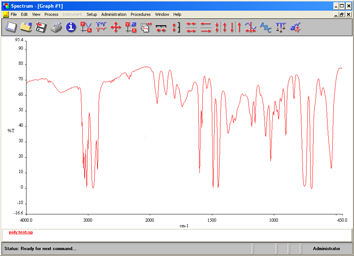 Spectrum - [Graph #1]
File Edit View Process Setup Administration Procedures Window Help
95.4
90
80
70
60
50
%T
40
30
20
10
0
-10
-16.6
4000.0 3000 2000 1500 1000 500 450.0
cm-1
Status: Ready for next command... Administrator